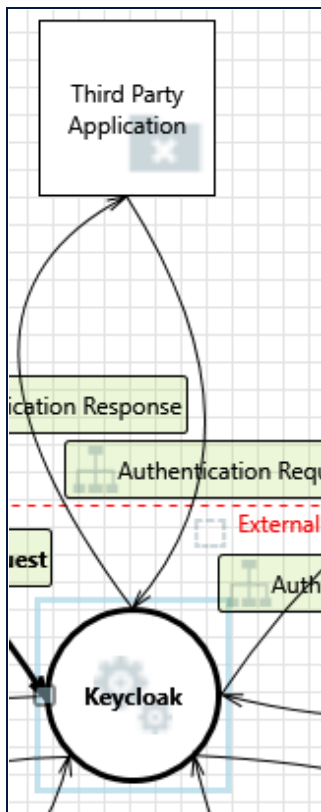 Third Party
Application
ication Response
Authentication Requ
External
uest
Auth
Keycloak